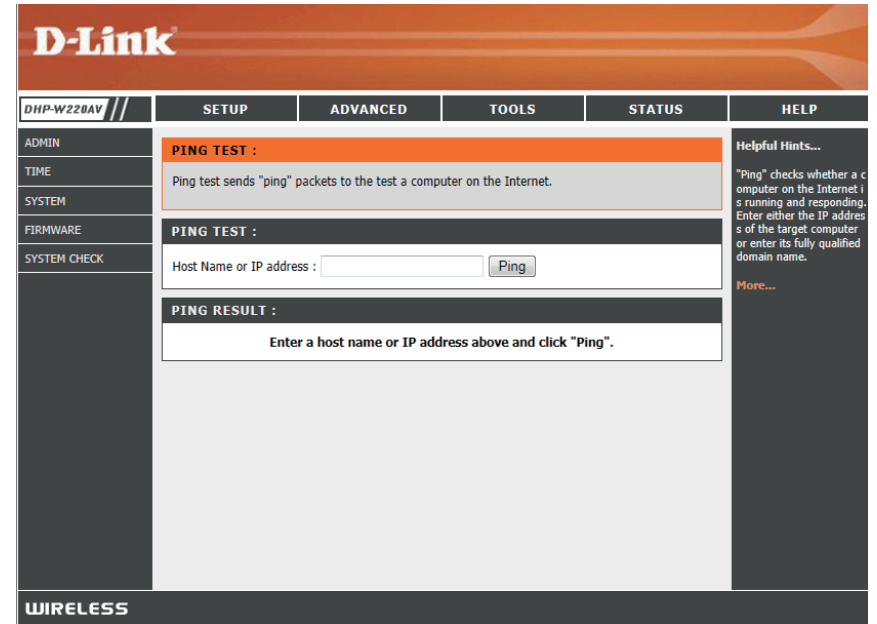 D-Link
DHP-W220AV
SETUP
ADVANCED
TOOLS
STATUS
HELP
ADMIN
TIME
SYSTEM
FIRMWARE
SYSTEM CHECK
PING TEST :
Ping test sends "ping" packets to the test a computer on the Internet.
PING TEST :
Host Name or IP address :
Ping
PING RESULT :
Enter a host name or IP address above and click "Ping".
Helpful Hints...
"Ping" checks whether a c
omputer on the Internet i
s running and responding.
Enter either the IP addres
s of the target computer
or enter its fully qualified
domain name.
More...
WIRELESS